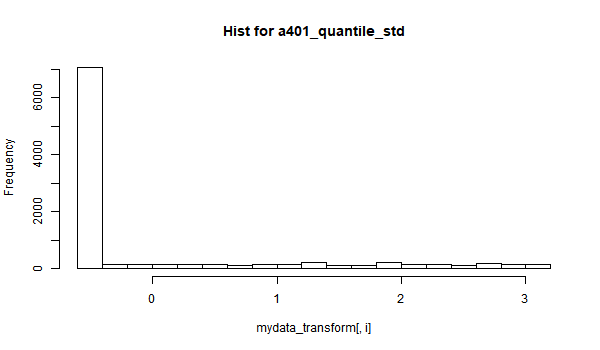 Hist for a401_quantile_std
Frequency
6000
4000
2000
0
0 1 2 3
mydata_transform[, i]